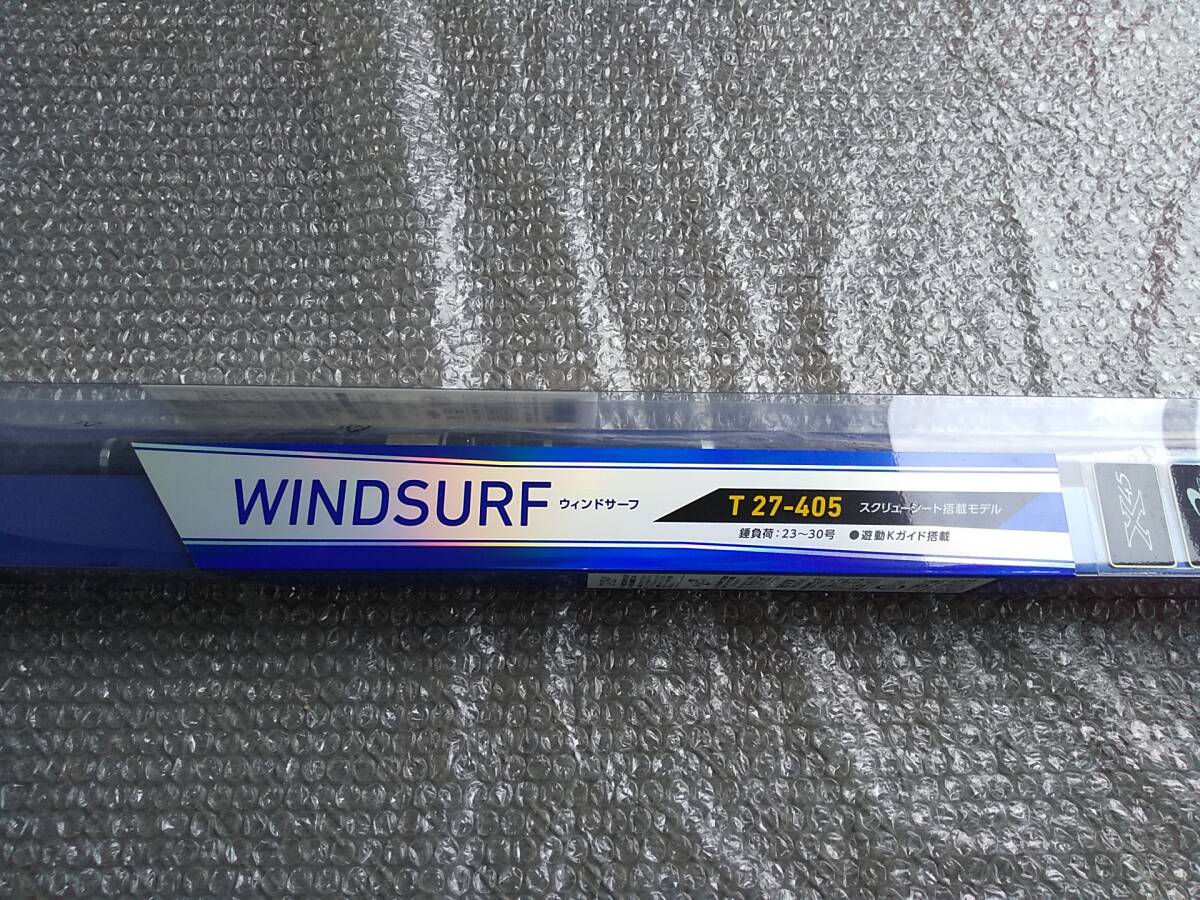 WINDSURF ウィンドサーフ T 27-405 スクリューシート搭載モデル
錘負荷:23~30号 ●遊動Kガイド搭載
X45